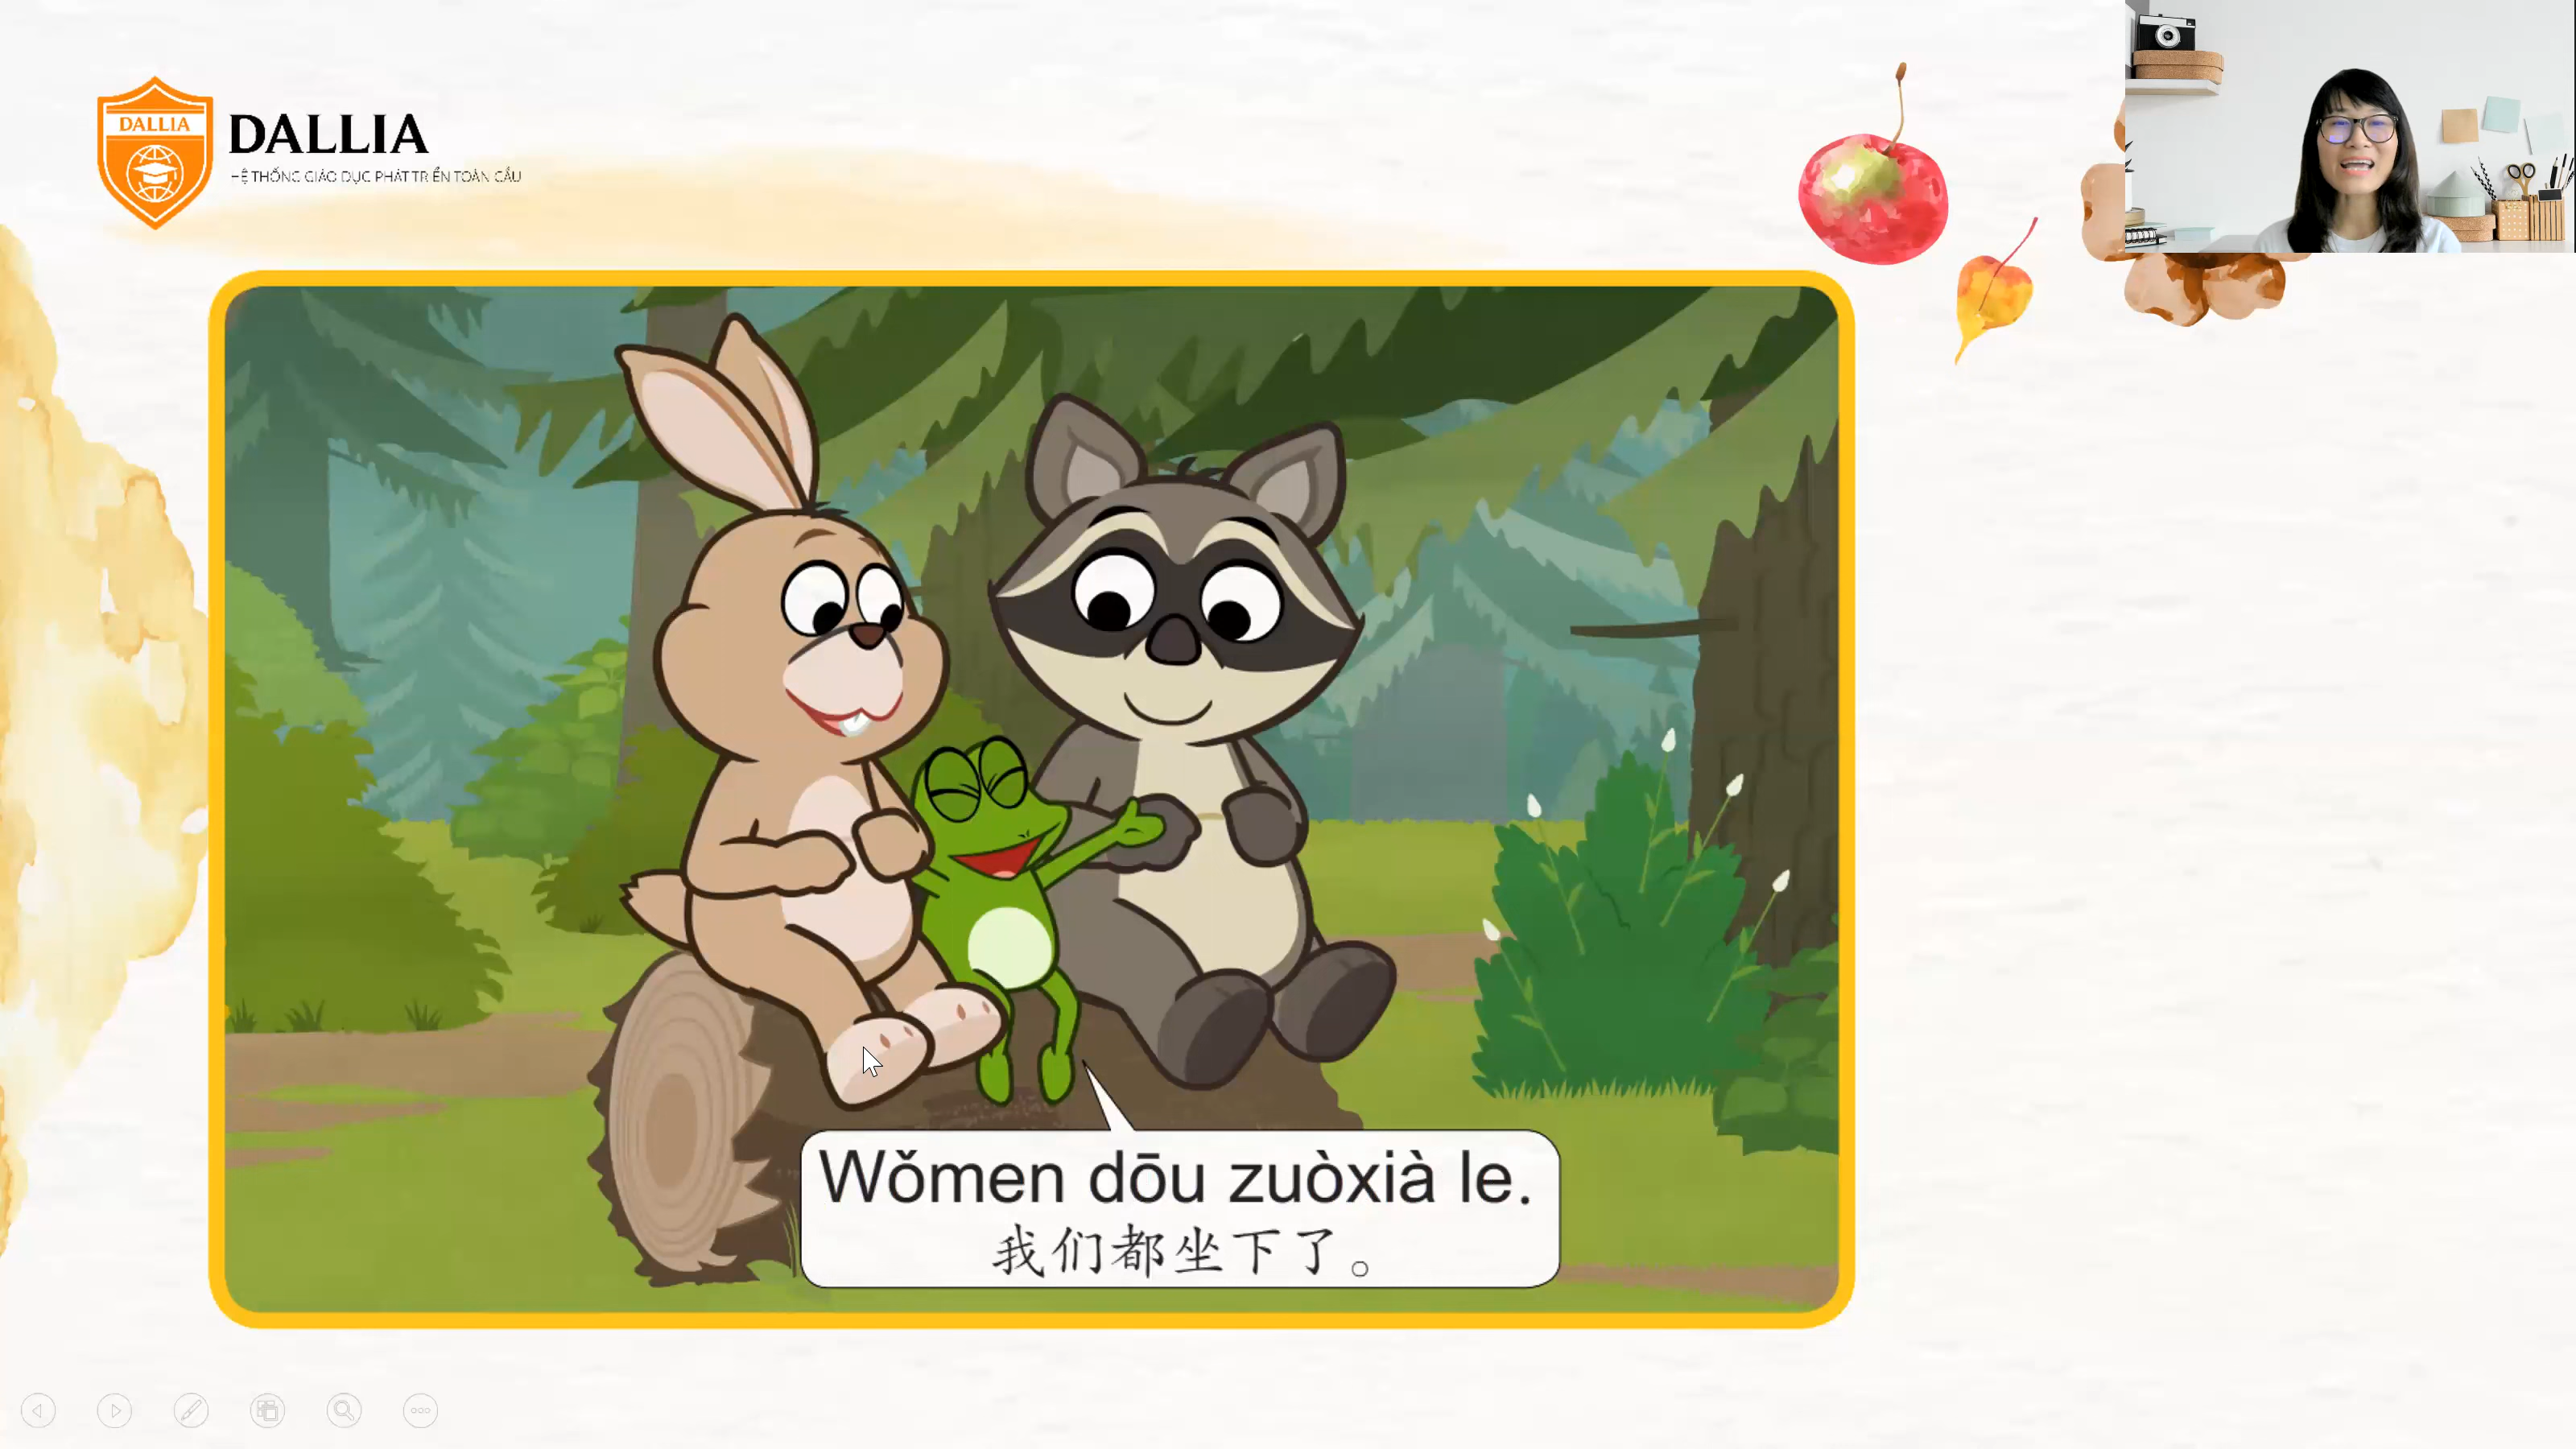 DALLIA
DALLIA
HỆ THỐNG GIÁO DỤC PHÁT TRIỂN TOÀN CẦU
Wǒmen dōu zuòxià le.
我们都坐下了。